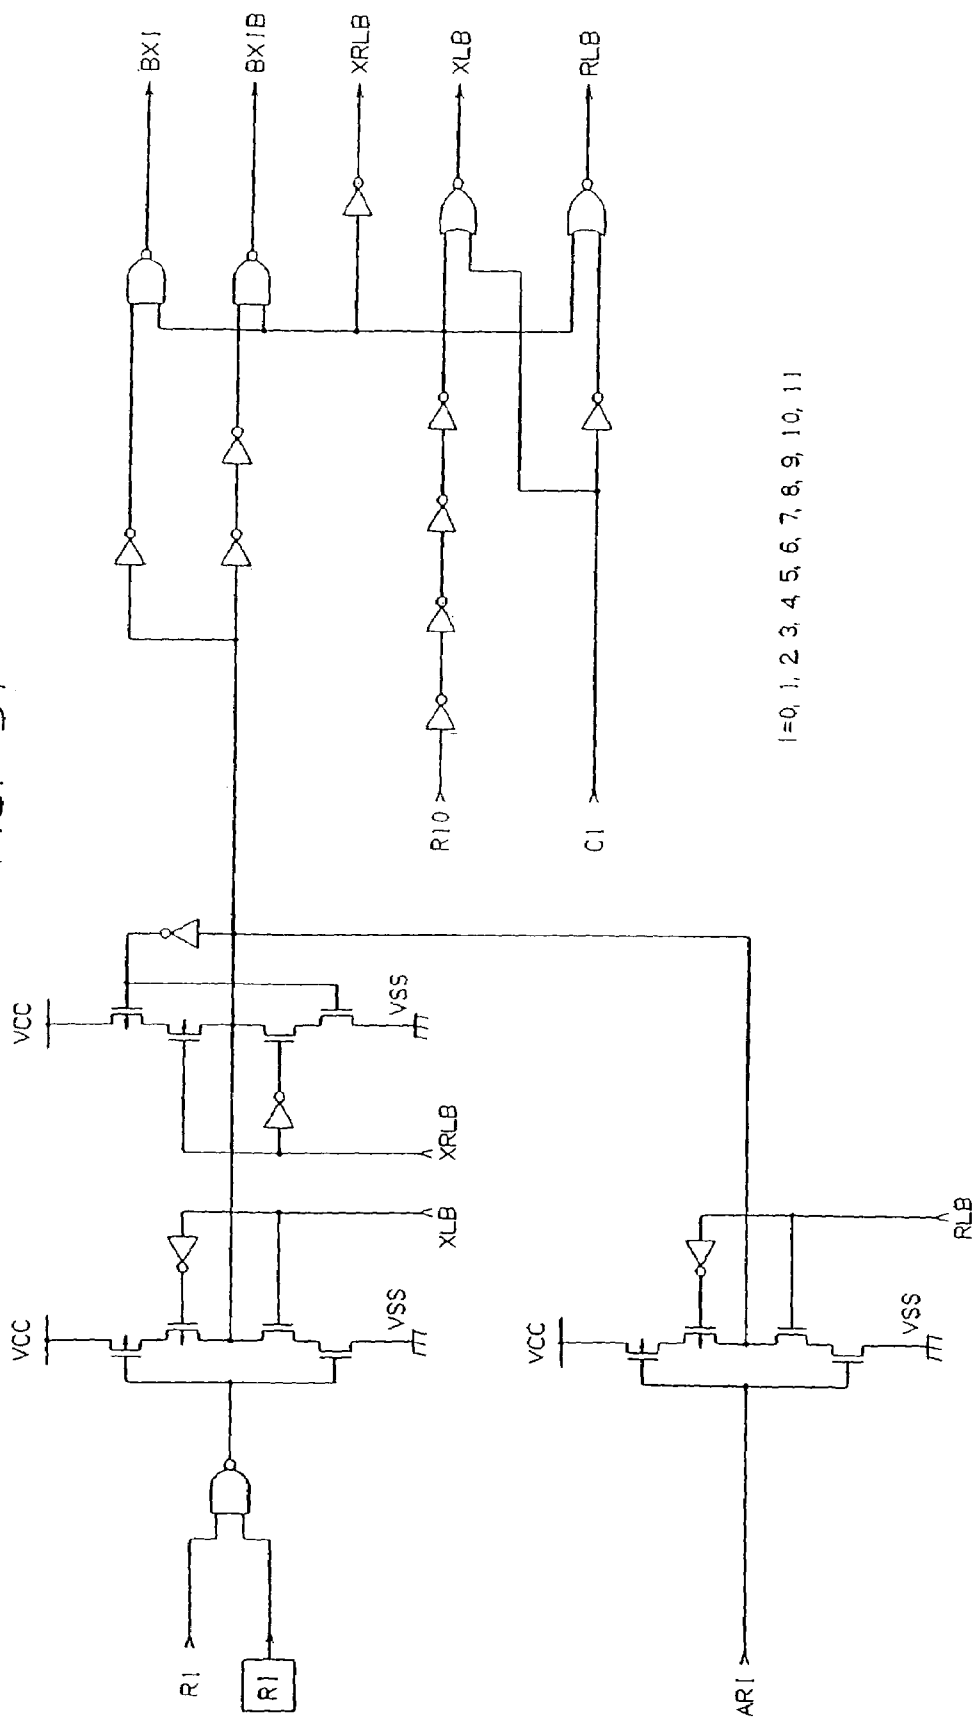 VCC
VCC
BXI
RI
BXIB
RI
XRLB
VSS
VSS
XLB
XRLB
R10
XLB
C1
RLB
VCC
I=0, 1, 2, 3, 4, 5, 6, 7, 8, 9, 10, 11
ARI
VSS
RLB